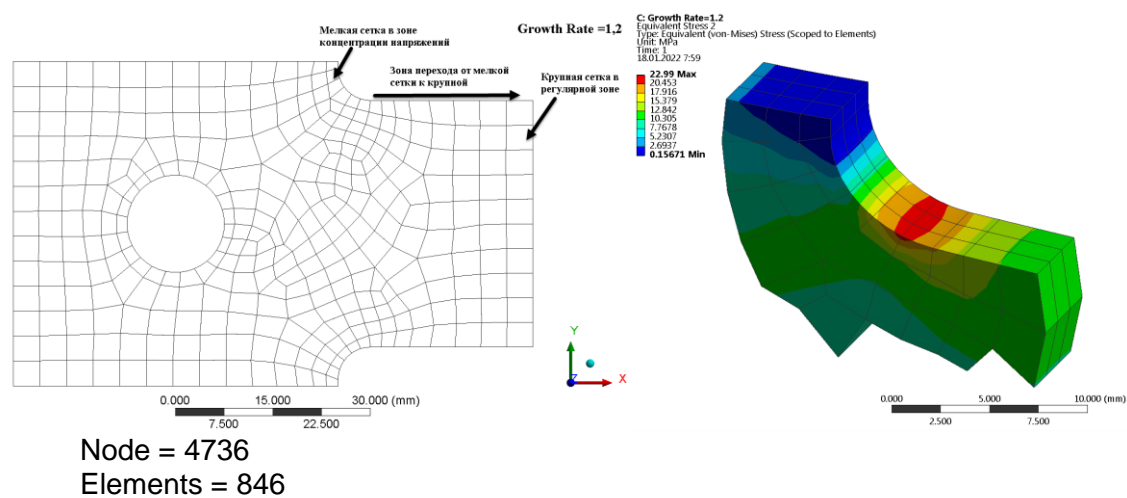 Мелкая сетка в зоне
концентрации напряжений
Growth Rate =1,2
Зона перехода от мелкой
сетки к крупной
Крупная сетка в
регулярной зоне
C: Growth Rate=1.2
Equivalent Stress 2
Type: Equivalent (von-Mises) Stress (Scoped to Elements)
Unit: MPa
Time: 1
18.01.2022 7:59
22.99 Max
20.453
17.916
15.379
12.842
10.305
7.7678
5.2307
2.6937
0.15671 Min
Y
Z
X
0.000 15.000 30.000 (mm)
7.500 22.500
0.000 5.000 10.000 (mm)
2.500 7.500
Node = 4736
Elements = 846